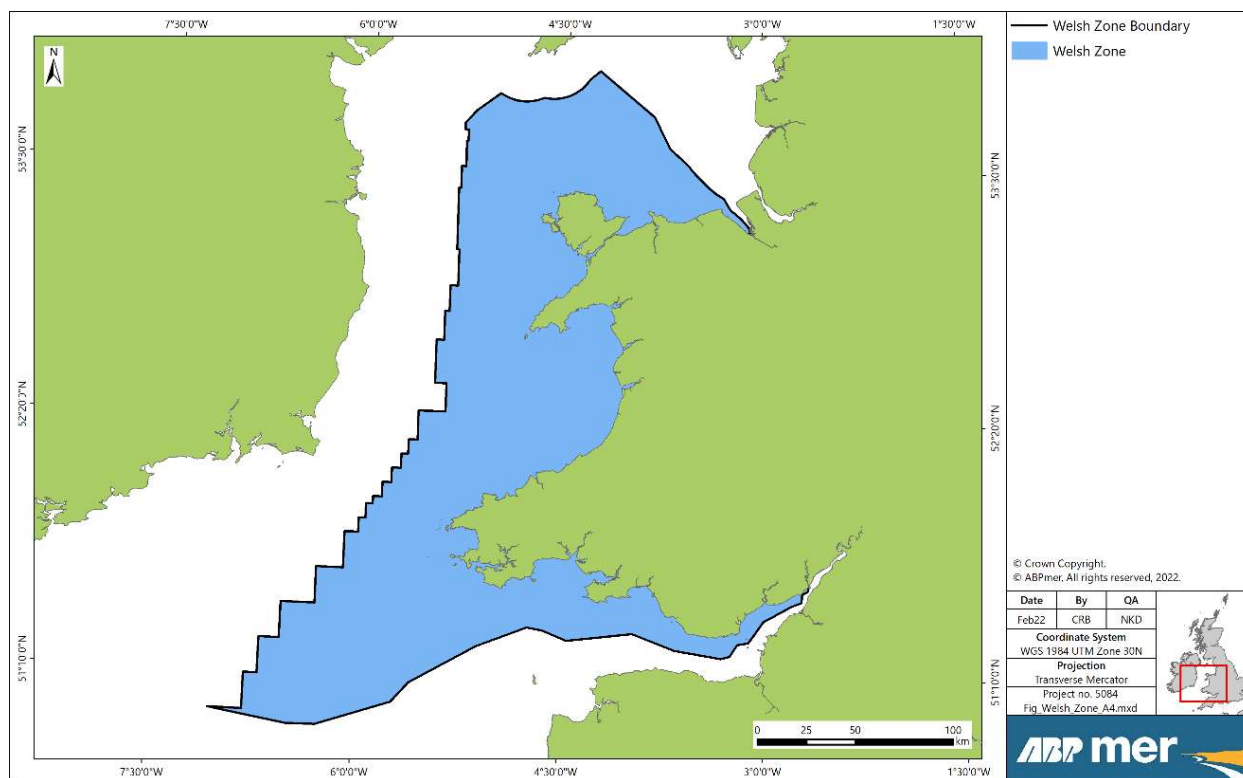 7°30'0"W
6°0'0"W
4°30'0"W
3°0'0"W
1°30'0"W
N
53°30'0"N
53°30'0"N
52°20'0"N
52°20'0"N
51°10'0"N
51°10'0"N
0 25 50 100
km
7°30'0"W
6°0'0"W
4°30'0"W
3°0'0"W
1°30'0"W
Welsh Zone Boundary
Welsh Zone
© Crown Copyright.
© ABPmer, All rights reserved, 2022.
Date By QA
Feb22 CRB NKD
Coordinate System
WGS 1984 UTM Zone 30N
Projection
Transverse Mercator
Project no. 5084
Fig_Welsh_Zone_A4.mxd
ABPmer